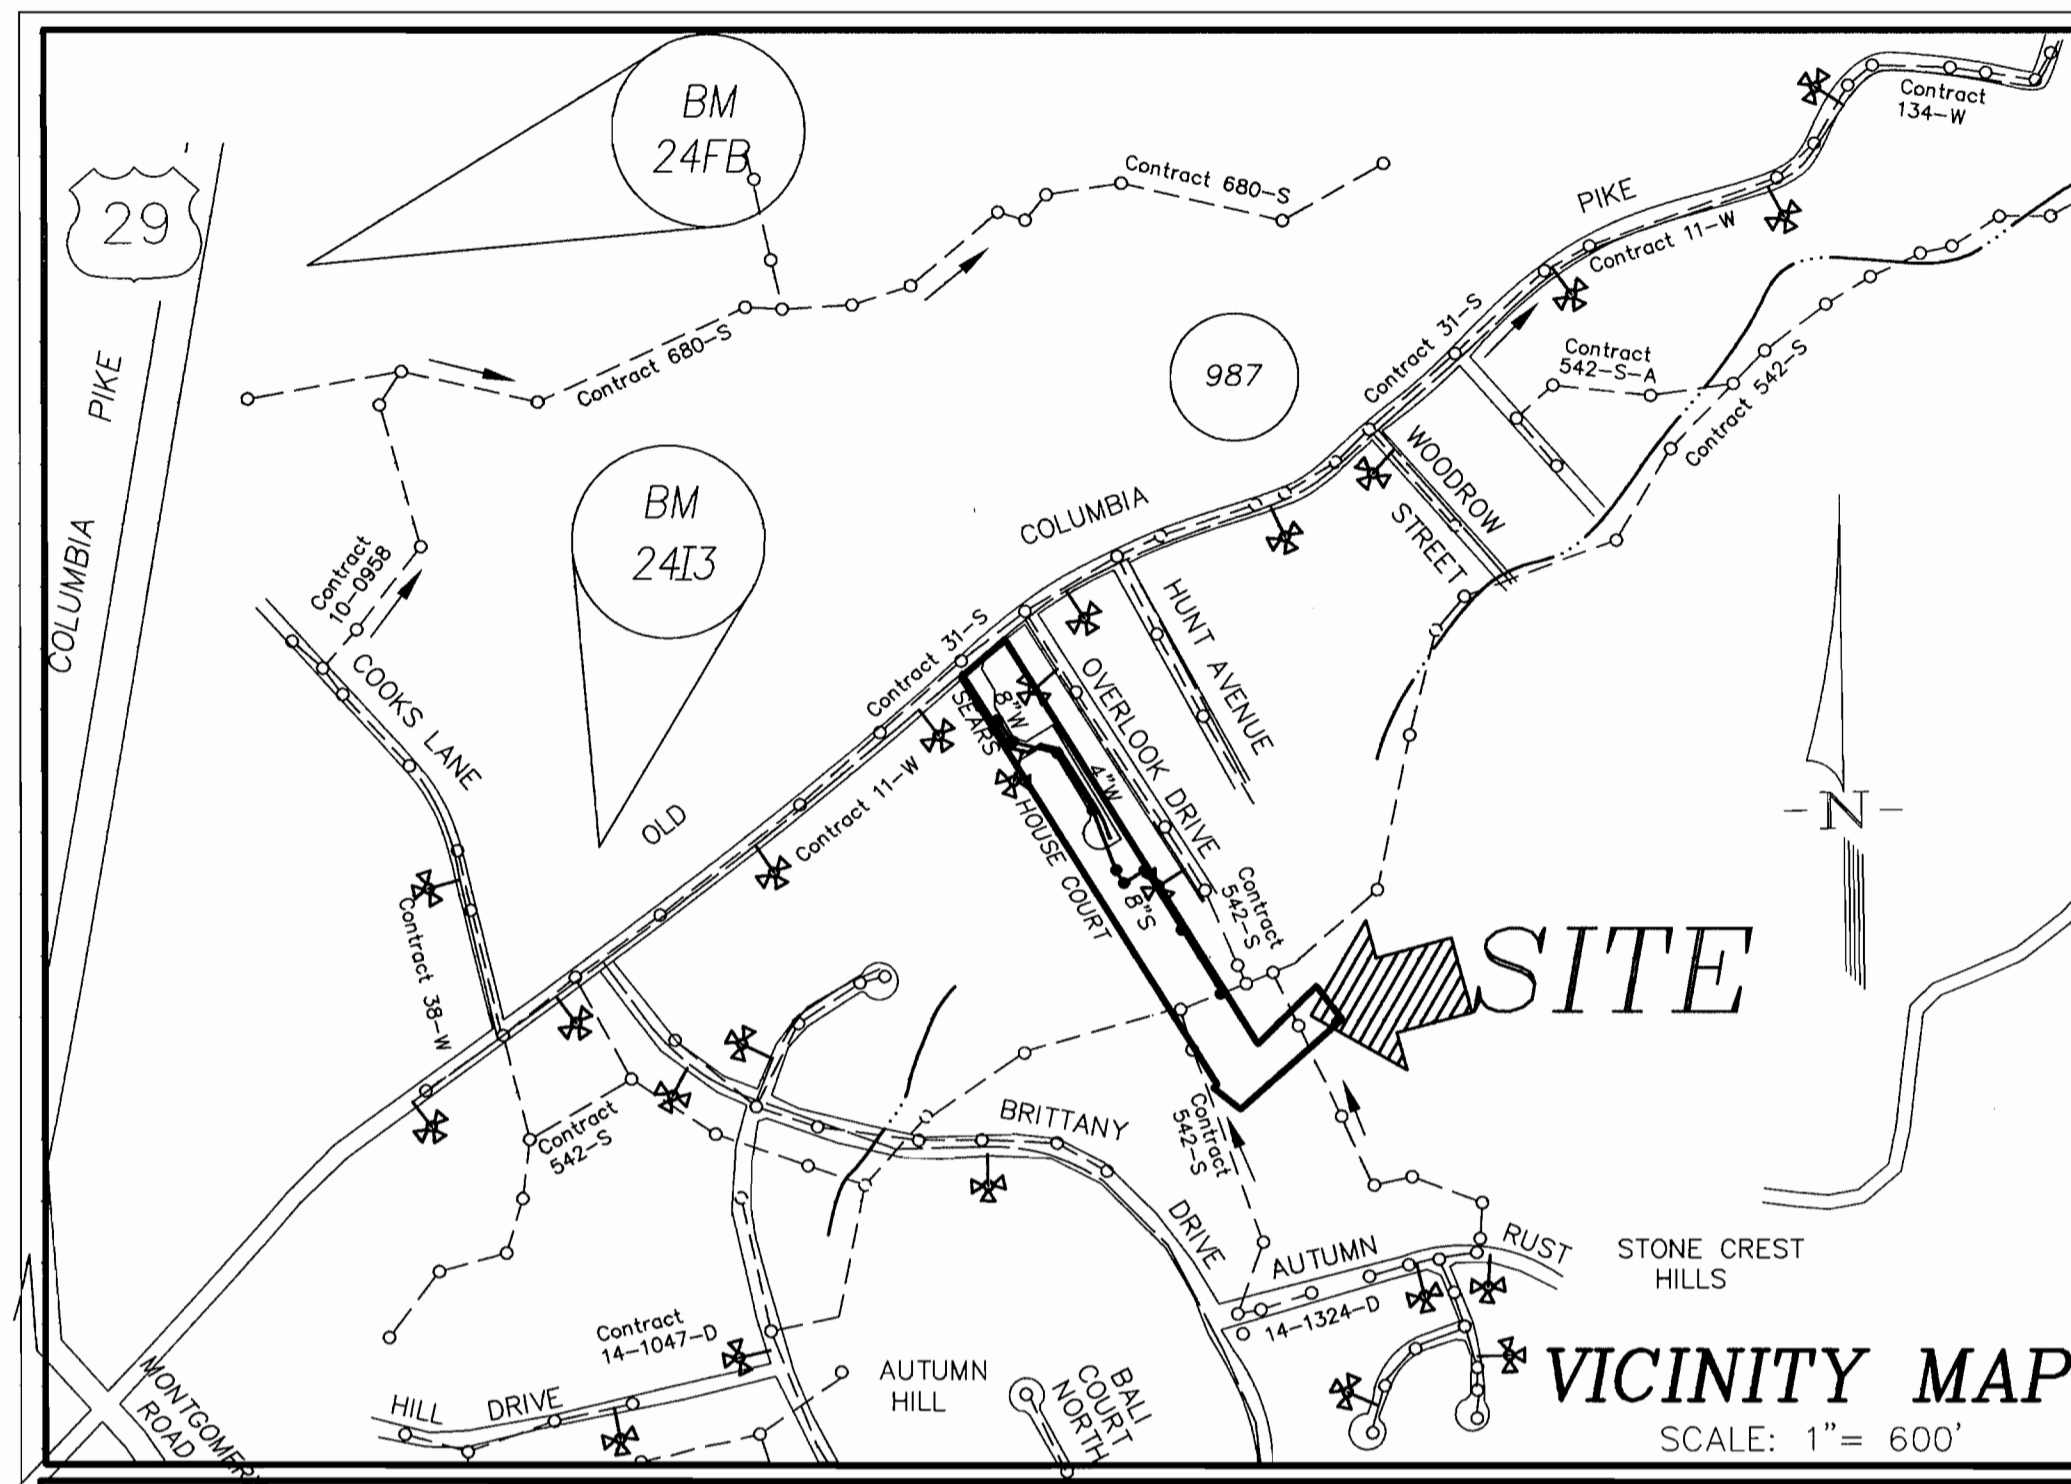 BM
24FB
29
COLUMBIA PIKE
Contract 680-S
Contract
134-W
PIKE
Contract 11-W
Contract 680-S
987
Contract 31-S
Contract
542-S-A
Contract 542-S
WOODROW
STREET
BM
24I3
COLUMBIA
Contract
10-0958
HUNT AVENUE
COOKS LANE
Contract 31-S
OVERLOOK DRIVE
8"W
SEARS HOUSE COURT
4"W
8"S
OLD
Contract 11-W
-N-
Contract 38-W
Contract
542-S
SITE
Contract
542-S
BRITTANY
DRIVE
Contract
542-S
AUTUMN RUST
STONE CREST
HILLS
14-1324-D
Contract
14-1047-D
HILL DRIVE
AUTUMN
HILL
BALI
COURT
NORTH
MONTGOMERY
ROAD
VICINITY MAP
SCALE: 1"= 600'